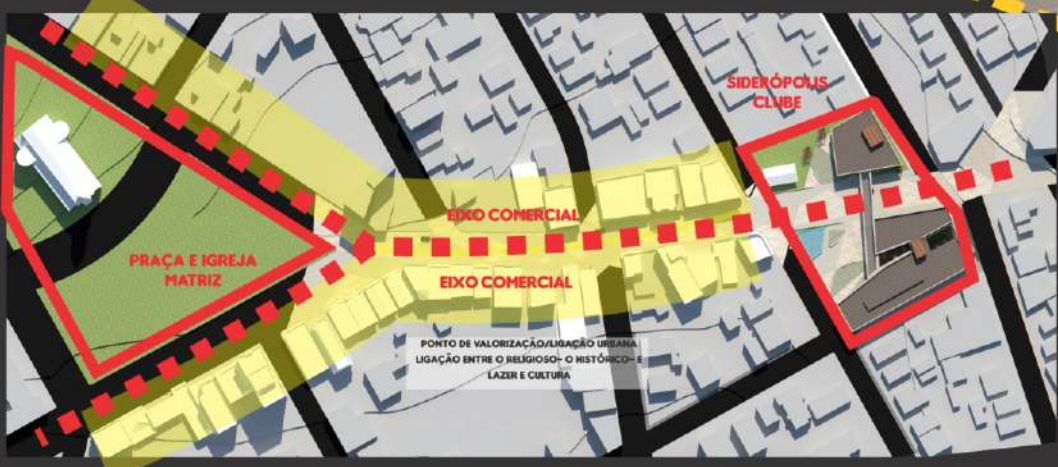 SIDERÓPOLIS
CLUBE
EIXO COMERCIAL
PRAÇA E IGREJA
MATRIZ
EIXO COMERCIAL
PONTO DE VALORIZAÇÃO/LIGAÇÃO URBANA
LIGAÇÃO ENTRE O RELIGIOSO- O HISTÓRICO- E
LAZER E CULTURA